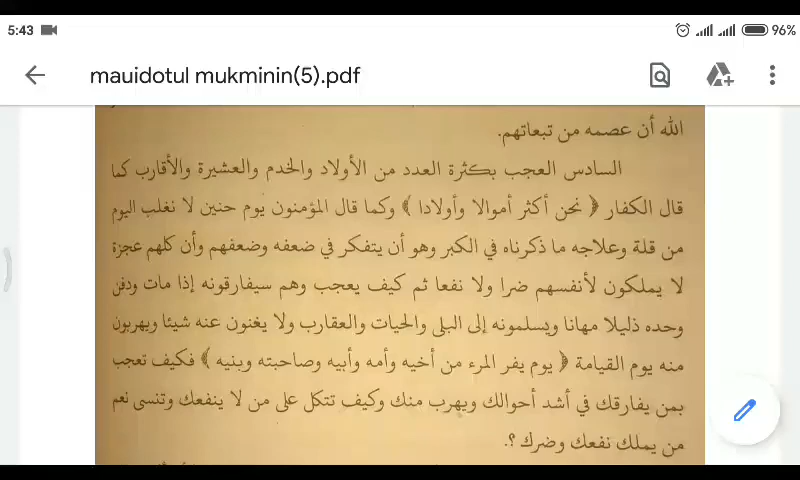 5:43
96%
mauidotul mukminin(5).pdf
الله أن عصمه من تبعاتهم.
السادس العجب بكثرة العدد من الأولاد والخدم والعشيرة والأقارب كما
قال الكفار ﴿ نحن أكثر أموالا وأولادا ﴾ وكما قال المؤمنون يوم حنين لا نغلب اليوم
من قلة وعلاجه ما ذكرناه في الكبر وهو أن يتفكر في ضعفه وضعفهم وأن كلهم عجزة
لا يملكون لأنفسهم ضرا ولا نفعا ثم كيف يعجب وهم سيفارقونه إذا مات ودفن
وحده ذليلا مهانا ويسلمونه إلى البلى والحيات والعقارب ولا يغنون عنه شيئا ويهربون
منه يوم القيامة ﴿ يوم يفر المرء من أخيه وأمه وأبيه وصاحبته وبنيه ﴾ فكيف تعجب
بمن يفارقك في أشد أحوالك ويهرب منك وكيف تتكل على من لا ينفعك وتنسى نعم
من يملك نفعك وضرك ؟.